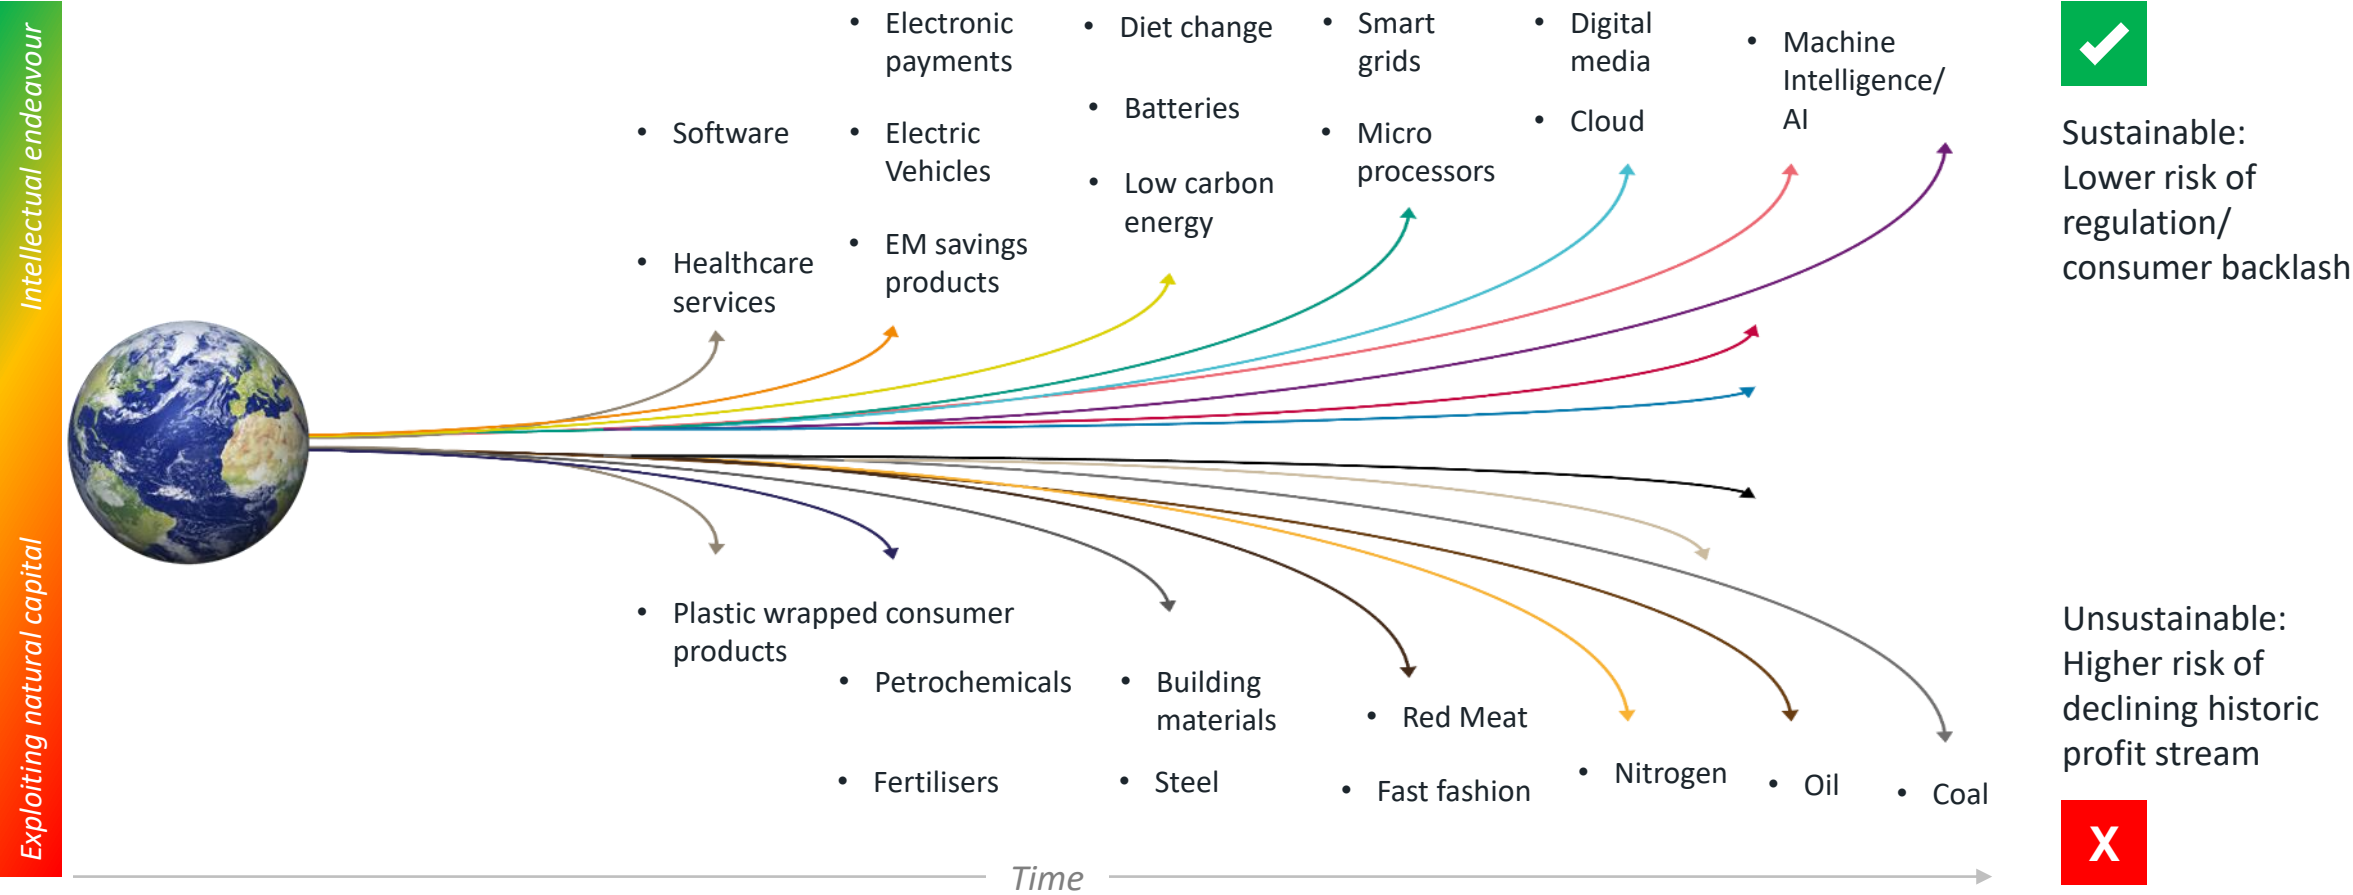 Intellectual endeavour
Exploiting natural capital
• Software
• Healthcare
services
• Electronic
payments
• Electric
Vehicles
• EM savings
products
• Diet change
• Batteries
• Low carbon
energy
• Smart
grids
• Micro
processors
• Digital
media
• Cloud
• Machine
Intelligence/
AI
Sustainable:
Lower risk of
regulation/
consumer backlash
• Plastic wrapped consumer
products
• Petrochemicals
• Fertilisers
• Building
materials
• Steel
• Red Meat
• Fast fashion
• Nitrogen
• Oil
• Coal
Unsustainable:
Higher risk of
declining historic
profit stream
X
Time